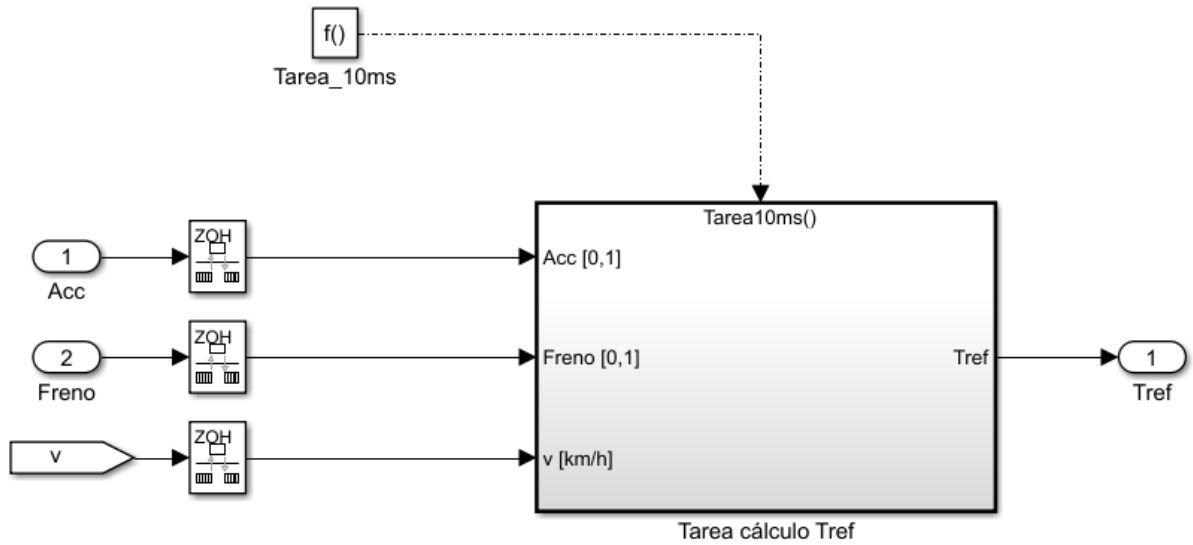 f()
Tarea_10ms
Tarea10ms()
1
Acc
ZOH
Acc [0,1]
2
Freno
ZOH
Freno [0,1]
Tref
1
Tref
v
ZOH
v [km/h]
Tarea cálculo Tref